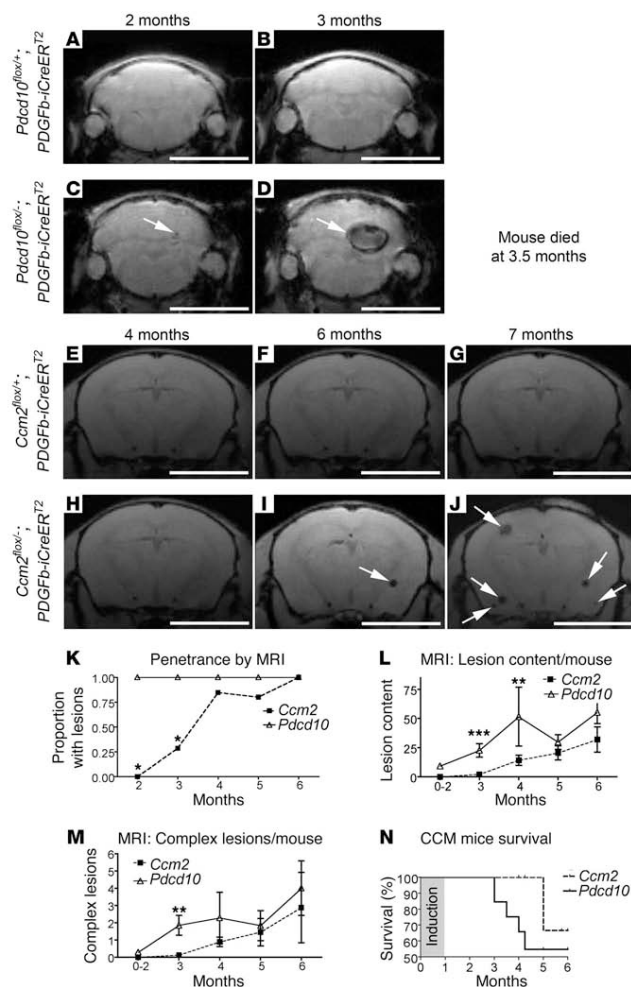 2 months
3 months
A
B
Pdcd10flox/+;
PDGFb-iCreERT2
C
D
Pdcd10flox/-;
PDGFb-iCreERT2
Mouse died
at 3.5 months
4 months
6 months
7 months
E
F
G
Ccm2flox/+;
PDGFb-iCreERT2
H
I
J
Ccm2flox/-;
PDGFb-iCreERT2
K
Penetrance by MRI
Proportion
with lesions
1.00
0.75
0.50
0.25
0.00
*
*
Ccm2
Pdcd10
2 3 4 5 6
Months
L
MRI: Lesion content/mouse
Ccm2
Pdcd10
Lesion content
75
50
25
0
***
**
0-2 3 4 5 6
Months
M
MRI: Complex lesions/mouse
Ccm2
Pdcd10
Complex lesions
6
5
4
3
2
1
0
**
0-2 3 4 5 6
Months
N
CCM mice survival
Ccm2
Pdcd10
Survival (%)
100
90
80
70
60
50
Induction
0 1 2 3 4 5 6
Months